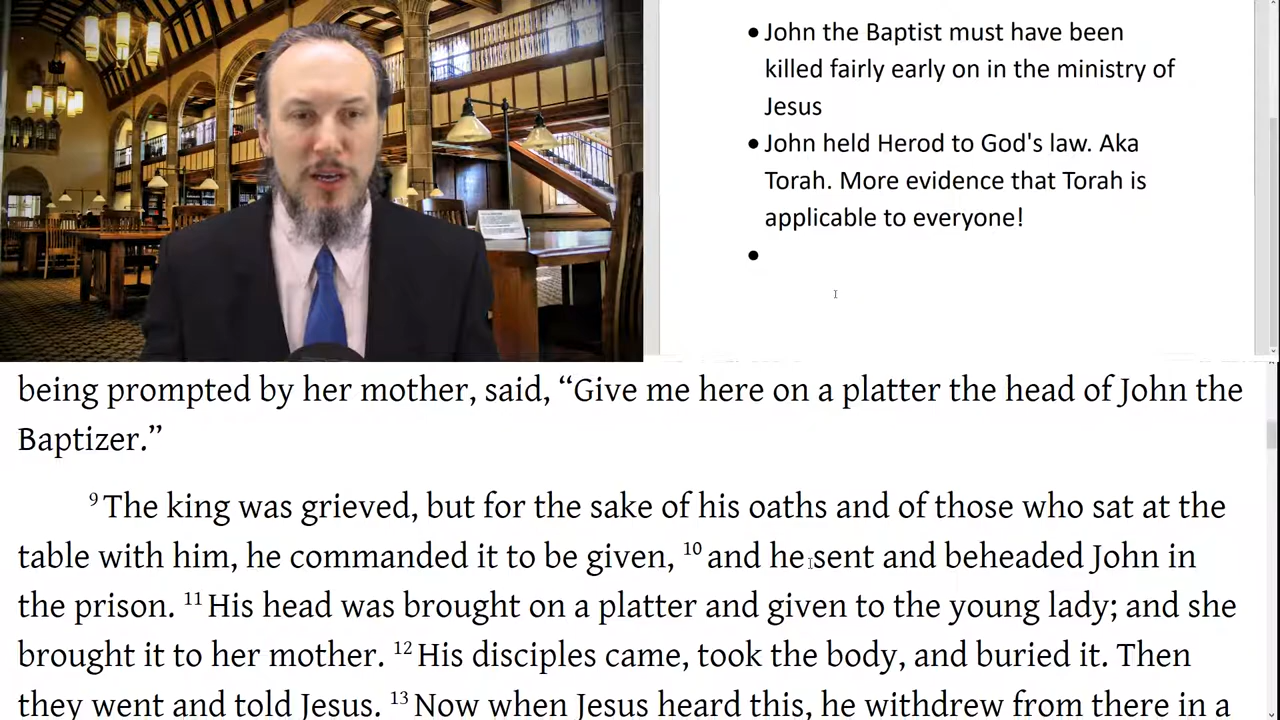 • John the Baptist must have been
killed fairly early on in the ministry of
Jesus
• John held Herod to God's law. Aka
Torah. More evidence that Torah is
applicable to everyone!
•
being prompted by her mother, said, “Give me here on a platter the head of John the
Baptizer.”
9 The king was grieved, but for the sake of his oaths and of those who sat at the
table with him, he commanded it to be given, 10 and he sent and beheaded John in
the prison. 11 His head was brought on a platter and given to the young lady; and she
brought it to her mother. 12 His disciples came, took the body, and buried it. Then
they went and told Jesus. 13 Now when Jesus heard this, he withdrew from there in a